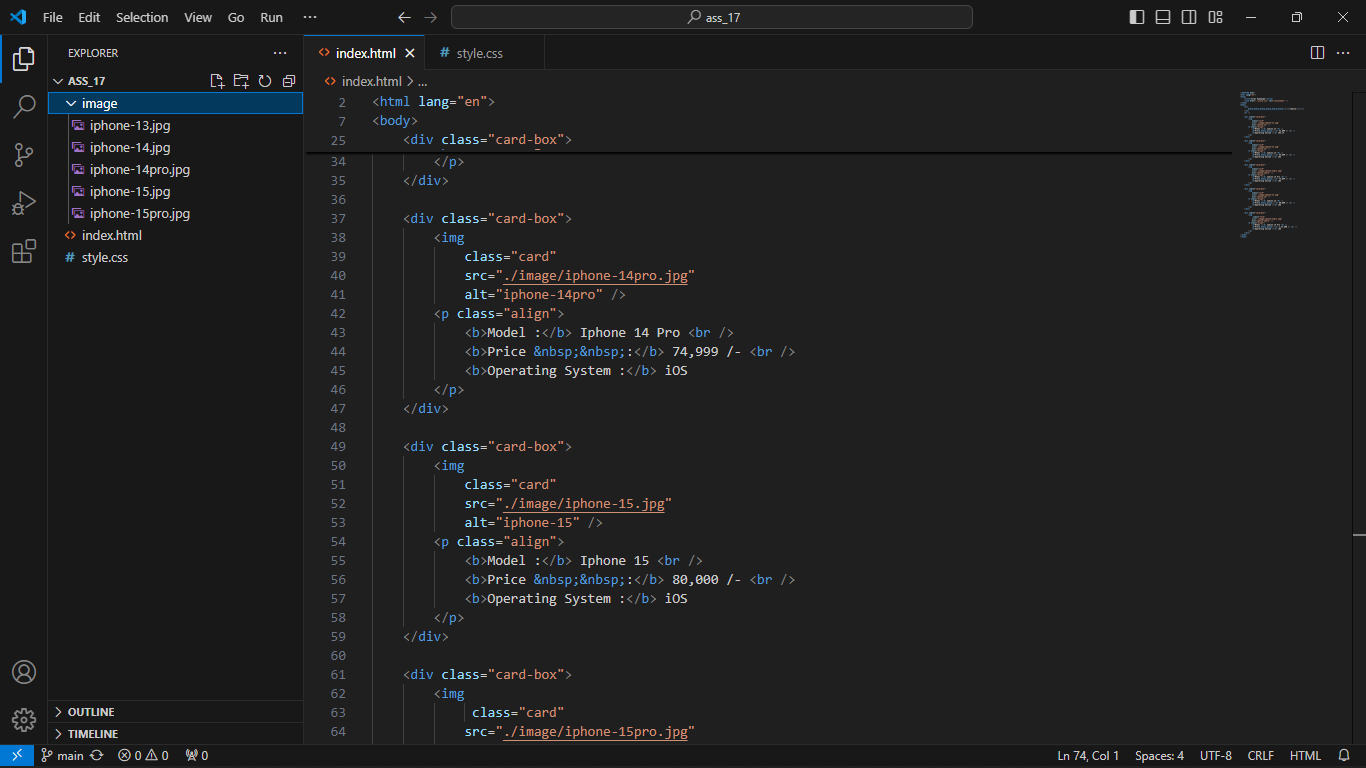 File Edit Selection View Go Run ···
ass_17
EXPLORER
ASS_17
image
iphone-13.jpg
iphone-14.jpg
iphone-14pro.jpg
iphone-15.jpg
iphone-15pro.jpg
index.html
style.css
OUTLINE
TIMELINE
index.html
style.css
index.html > ...
2 <html lang="en">
7 <body>
25 <div class="card-box">
34 </p>
35 </div>
36
37 <div class="card-box">
38 <img
39 class="card"
40 src="./image/iphone-14pro.jpg"
41 alt="iphone-14pro" />
42 <p class="align">
43 <b>Model :</b> Iphone 14 Pro <br />
44 <b>Price &nbsp;&nbsp;:</b> 74,999 /- <br />
45 <b>Operating System :</b> iOS
46 </p>
47 </div>
48
49 <div class="card-box">
50 <img
51 class="card"
52 src="./image/iphone-15.jpg"
53 alt="iphone-15" />
54 <p class="align">
55 <b>Model :</b> Iphone 15 <br />
56 <b>Price &nbsp;&nbsp;:</b> 80,000 /- <br />
57 <b>Operating System :</b> iOS
58 </p>
59 </div>
60
61 <div class="card-box">
62 <img
63 class="card"
64 src="./image/iphone-15pro.jpg"
main 0 0 0
Ln 74, Col 1 Spaces: 4 UTF-8 CRLF HTML